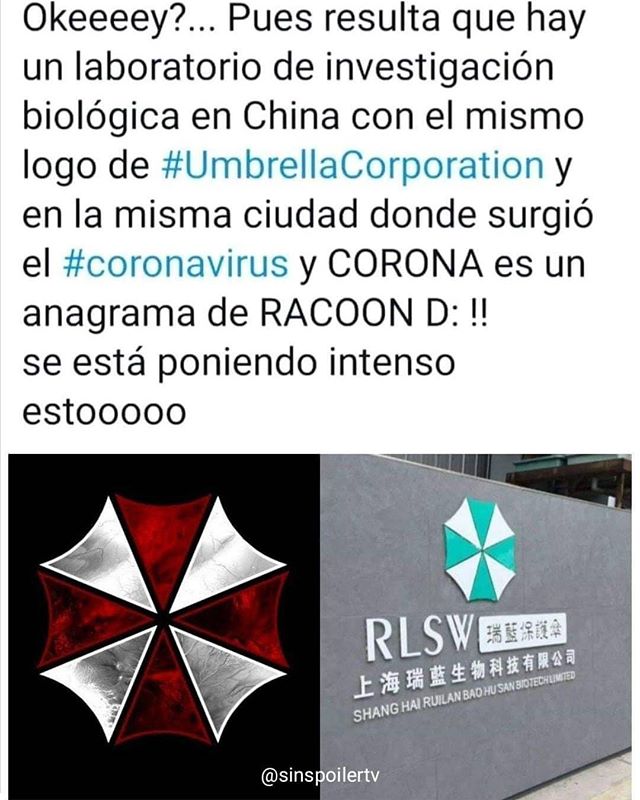 Okeeeey?... Pues resulta que hay
un laboratorio de investigación
biológica en China con el mismo
logo de #UmbrellaCorporation y
en la misma ciudad donde surgió
el #coronavirus y CORONA es un
anagrama de RACOON D: !!
se está poniendo intenso
estooooo
RLSW 瑞藍保護傘
上海瑞藍生物科技有限公司
SHANG HAI RUILAN BAO HU SAN BIOTECH LIMITED
@sinspoilertv